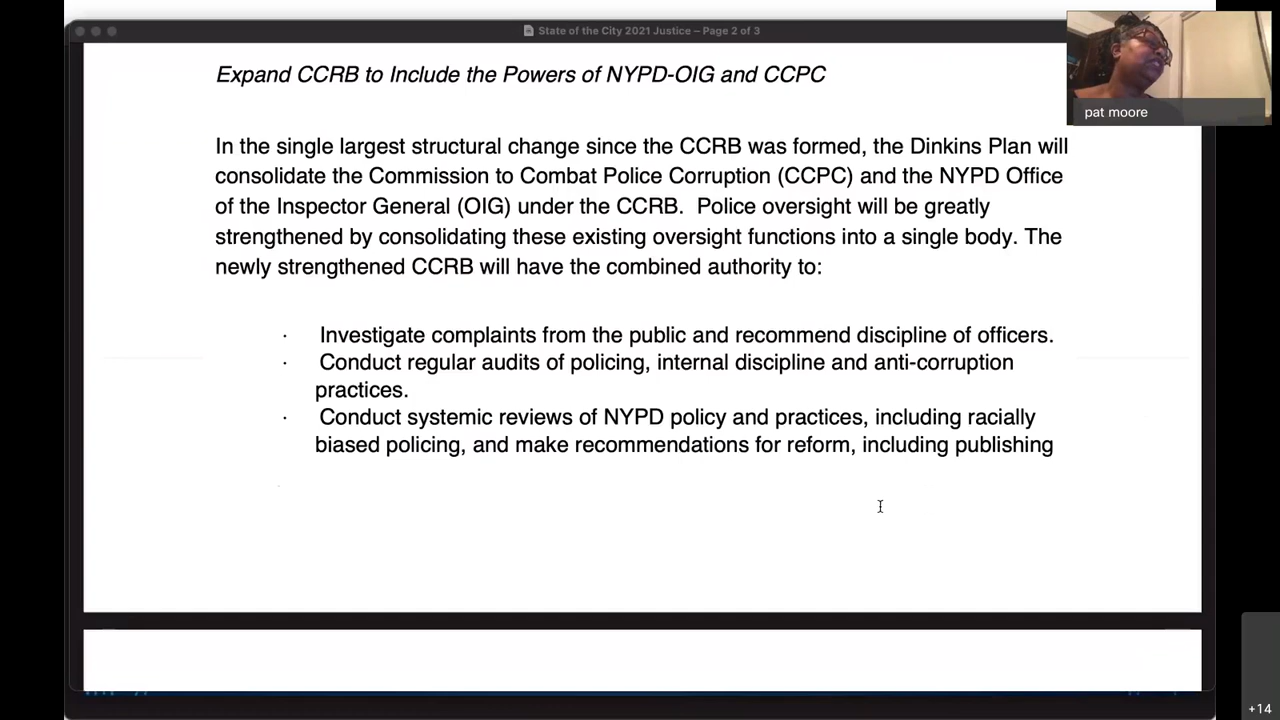 State of the City 2021 Justice – Page 2 of 3
Expand CCRB to Include the Powers of NYPD-OIG and CCPC
pat moore
In the single largest structural change since the CCRB was formed, the Dinkins Plan will
consolidate the Commission to Combat Police Corruption (CCPC) and the NYPD Office
of the Inspector General (OIG) under the CCRB.  Police oversight will be greatly
strengthened by consolidating these existing oversight functions into a single body. The
newly strengthened CCRB will have the combined authority to:
· Investigate complaints from the public and recommend discipline of officers.
· Conduct regular audits of policing, internal discipline and anti-corruption
practices.
· Conduct systemic reviews of NYPD policy and practices, including racially
biased policing, and make recommendations for reform, including publishing
+14